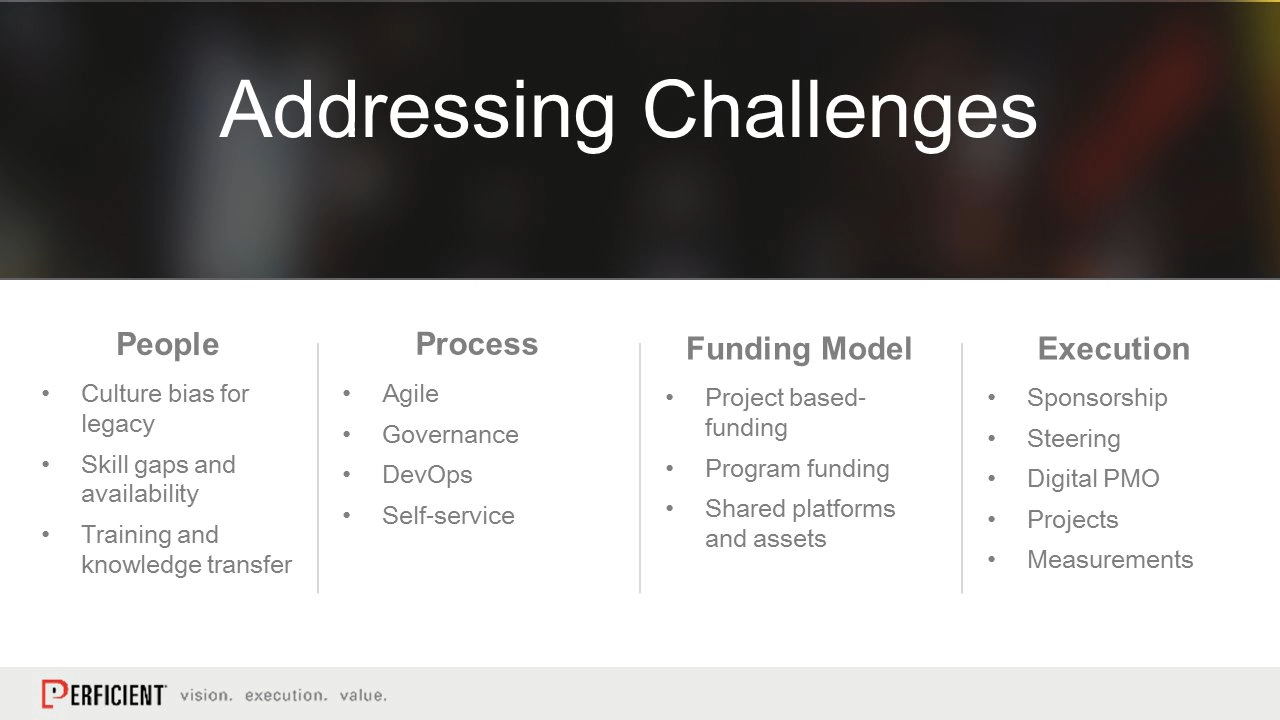 Addressing Challenges
People
• Culture bias for
legacy
• Skill gaps and
availability
• Training and
knowledge transfer
Process
• Agile
• Governance
• DevOps
• Self-service
Funding Model
• Project based-
funding
• Program funding
• Shared platforms
and assets
Execution
• Sponsorship
• Steering
• Digital PMO
• Projects
• Measurements
PERFICIENT vision. execution. value.